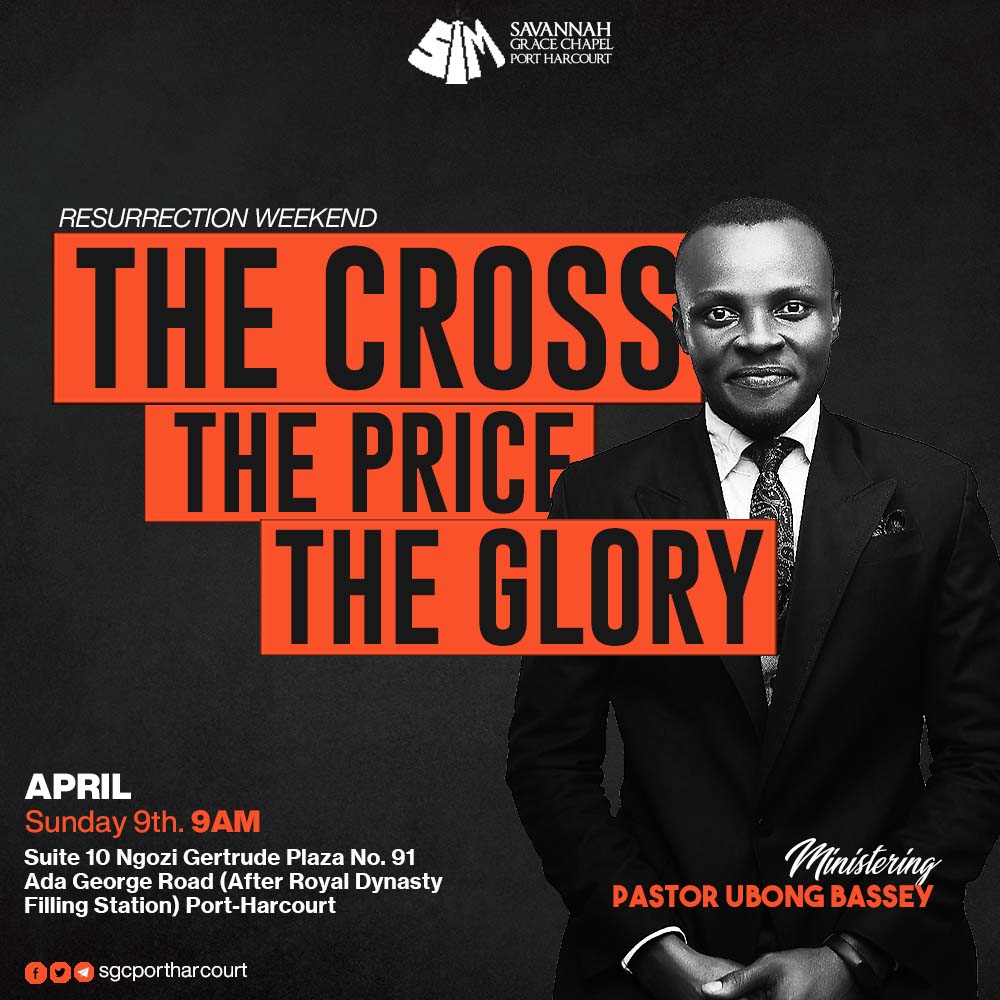 SIM
SAVANNAH
GRACE CHAPEL
PORT HARCOURT
RESURRECTION WEEKEND
THE CROSS
THE PRICE
THE GLORY
APRIL
Sunday 9th. 9AM
Suite 10 Ngozi Gertrude Plaza No. 91
Ada George Road (After Royal Dynasty
Filling Station) Port-Harcourt
Ministering
PASTOR UBONG BASSEY
sgcportharcourt